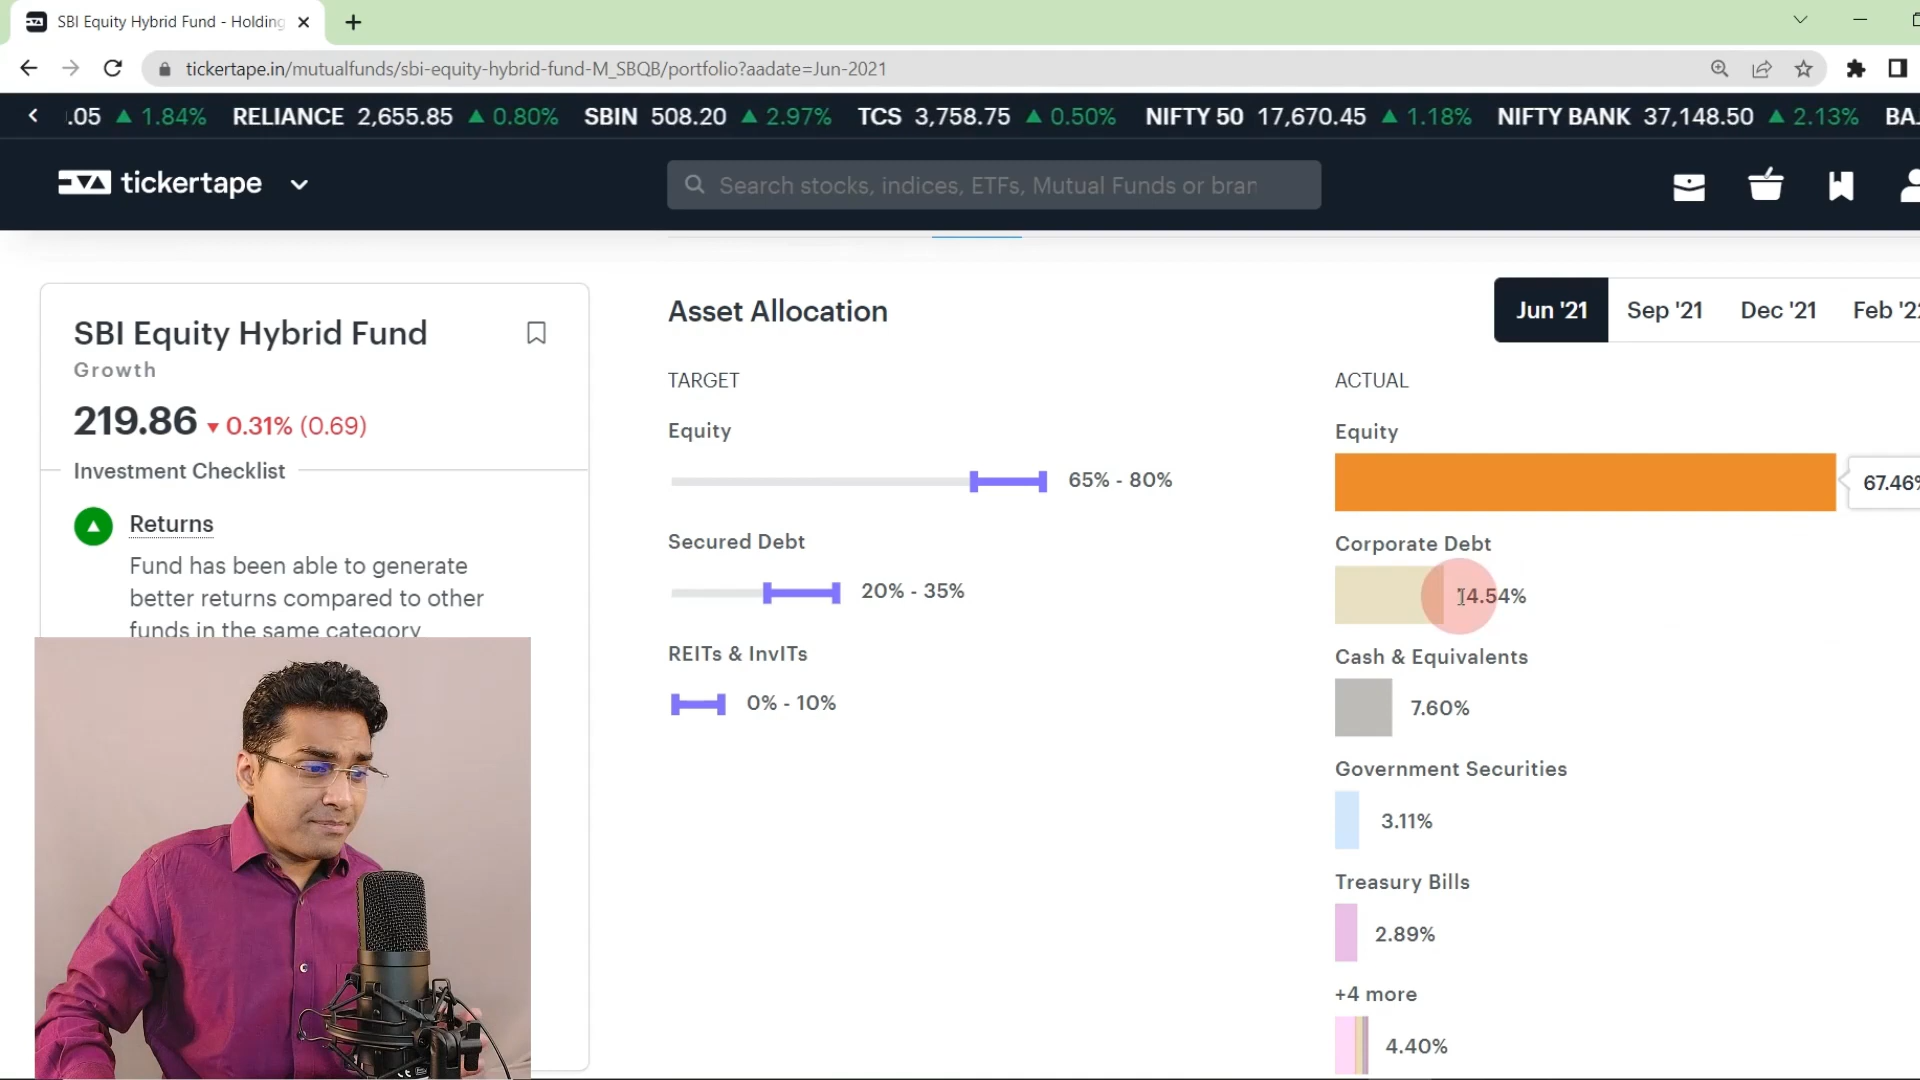 SBI Equity Hybrid Fund - Holding
tickertape.in/mutualfunds/sbi-equity-hybrid-fund-M_SBQB/portfolio?aadate=Jun-2021
.05 ▲ 1.84% RELIANCE 2,655.85 ▲ 0.80% SBIN 508.20 ▲ 2.97% TCS 3,758.75 ▲ 0.50% NIFTY 50 17,670.45 ▲ 1.18% NIFTY BANK 37,148.50 ▲ 2.13% BAJ
tickertape
Search stocks, indices, ETFs, Mutual Funds or bran
SBI Equity Hybrid Fund
Growth
219.86 ▼ 0.31% (0.69)
Investment Checklist
Returns
Fund has been able to generate
better returns compared to other
funds in the same category
Asset Allocation
Jun '21 Sep '21 Dec '21 Feb '22
TARGET
Equity
65% - 80%
Secured Debt
20% - 35%
REITs & InvITs
0% - 10%
ACTUAL
Equity
67.46%
Corporate Debt
14.54%
Cash & Equivalents
7.60%
Government Securities
3.11%
Treasury Bills
2.89%
+4 more
4.40%